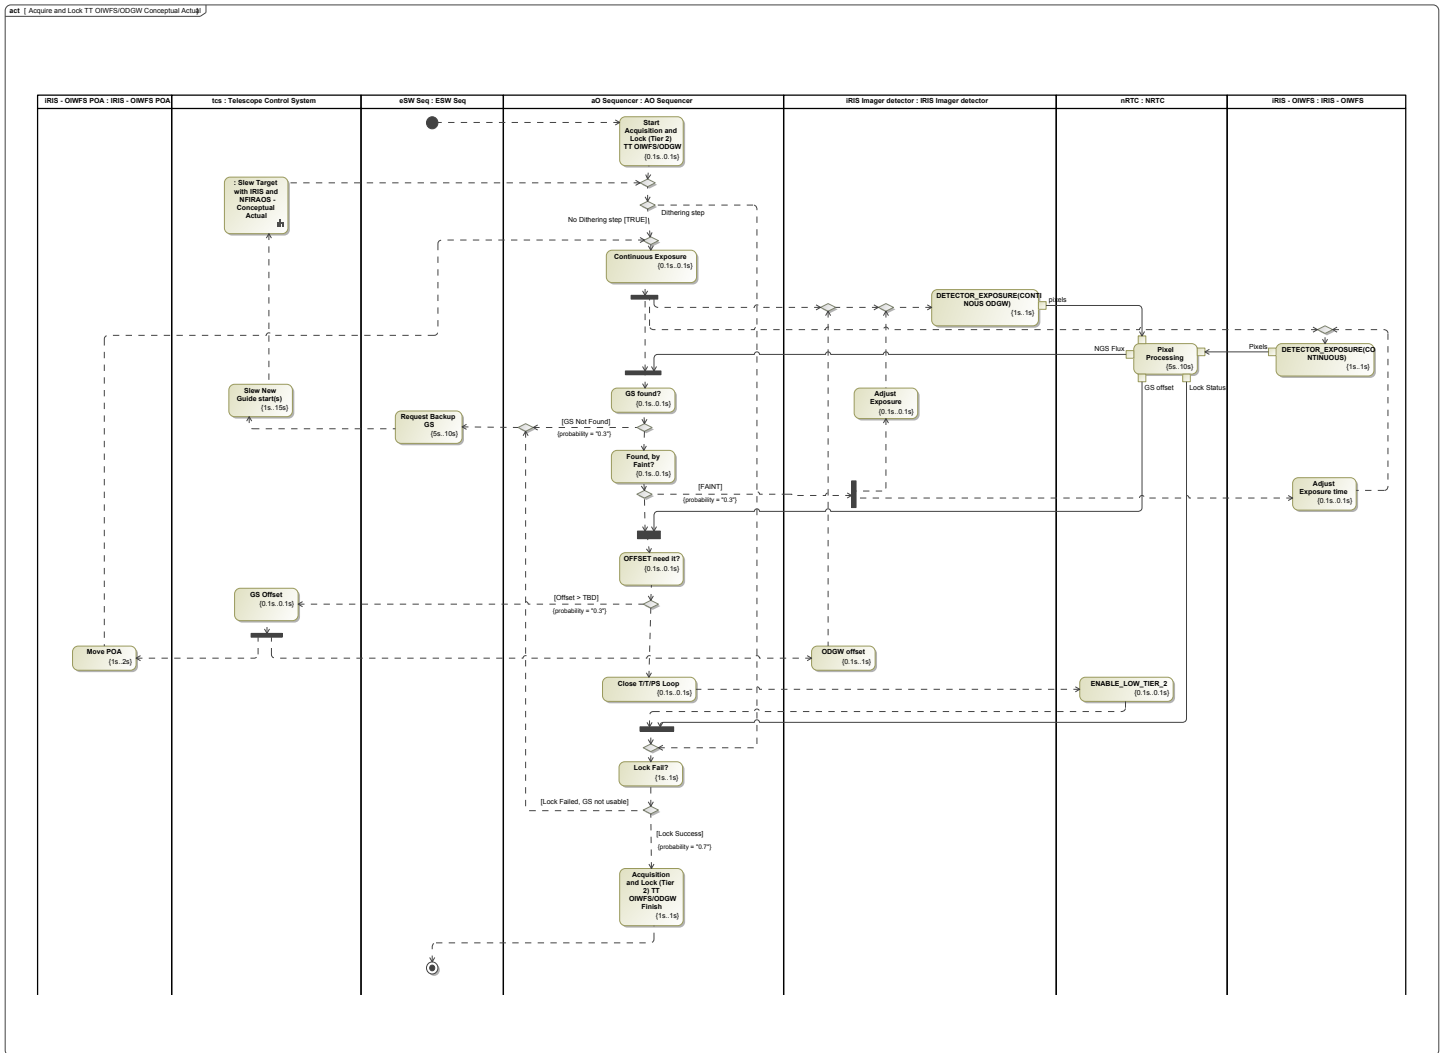 act [ Acquire and Lock TT OIWFS/ODGW Conceptual Actual
iRIS - OIWFS POA : IRIS - OIWFS POA
tcs : Telescope Control System
eSW Seq : ESW Seq
aO Sequencer : AO Sequencer
iRIS Imager detector : IRIS Imager detector
nRTC : NRTC
iRIS - OIWFS : IRIS - OIWFS
Start
Acquisition and
Lock (Tier 2)
TT OIWFS/ODGW
{0.1s..0.1s}
: Slew Target
with IRIS and
NFIRAOS -
Conceptual
Actual
Dithering step
No Dithering step [TRUE]
Continuous Exposure
{0.1s..0.1s}
DETECTOR_EXPOSURE(CONTI
NOUS ODGW)
{1s..1s}
pixels
NGS Flux
Pixel
Processing
{5s..10s}
Pixels
DETECTOR_EXPOSURE(CO
NTINUOUS)
{1s..1s}
GS offset
Lock Status
Slew New
Guide start(s)
{1s..15s}
GS found?
{0.1s..0.1s}
Adjust
Exposure
{0.1s..0.1s}
Request Backup
GS
{5s..10s}
[GS Not Found]
{probability = "0.3"}
Found, by
Faint?
{0.1s..0.1s}
[FAINT]
{probability = "0.3"}
Adjust
Exposure time
{0.1s..0.1s}
OFFSET need it?
{0.1s..0.1s}
GS Offset
{0.1s..0.1s}
[Offset > TBD]
{probability = "0.3"}
Move POA
{1s..2s}
ODGW offset
{0.1s..1s}
Close T/T/PS Loop
{0.1s..0.1s}
ENABLE_LOW_TIER_2
{0.1s..0.1s}
Lock Fail?
{1s..1s}
[Lock Failed, GS not usable]
[Lock Success]
{probability = "0.7"}
Acquisition
and Lock (Tier
2) TT
OIWFS/ODGW
Finish
{1s..1s}